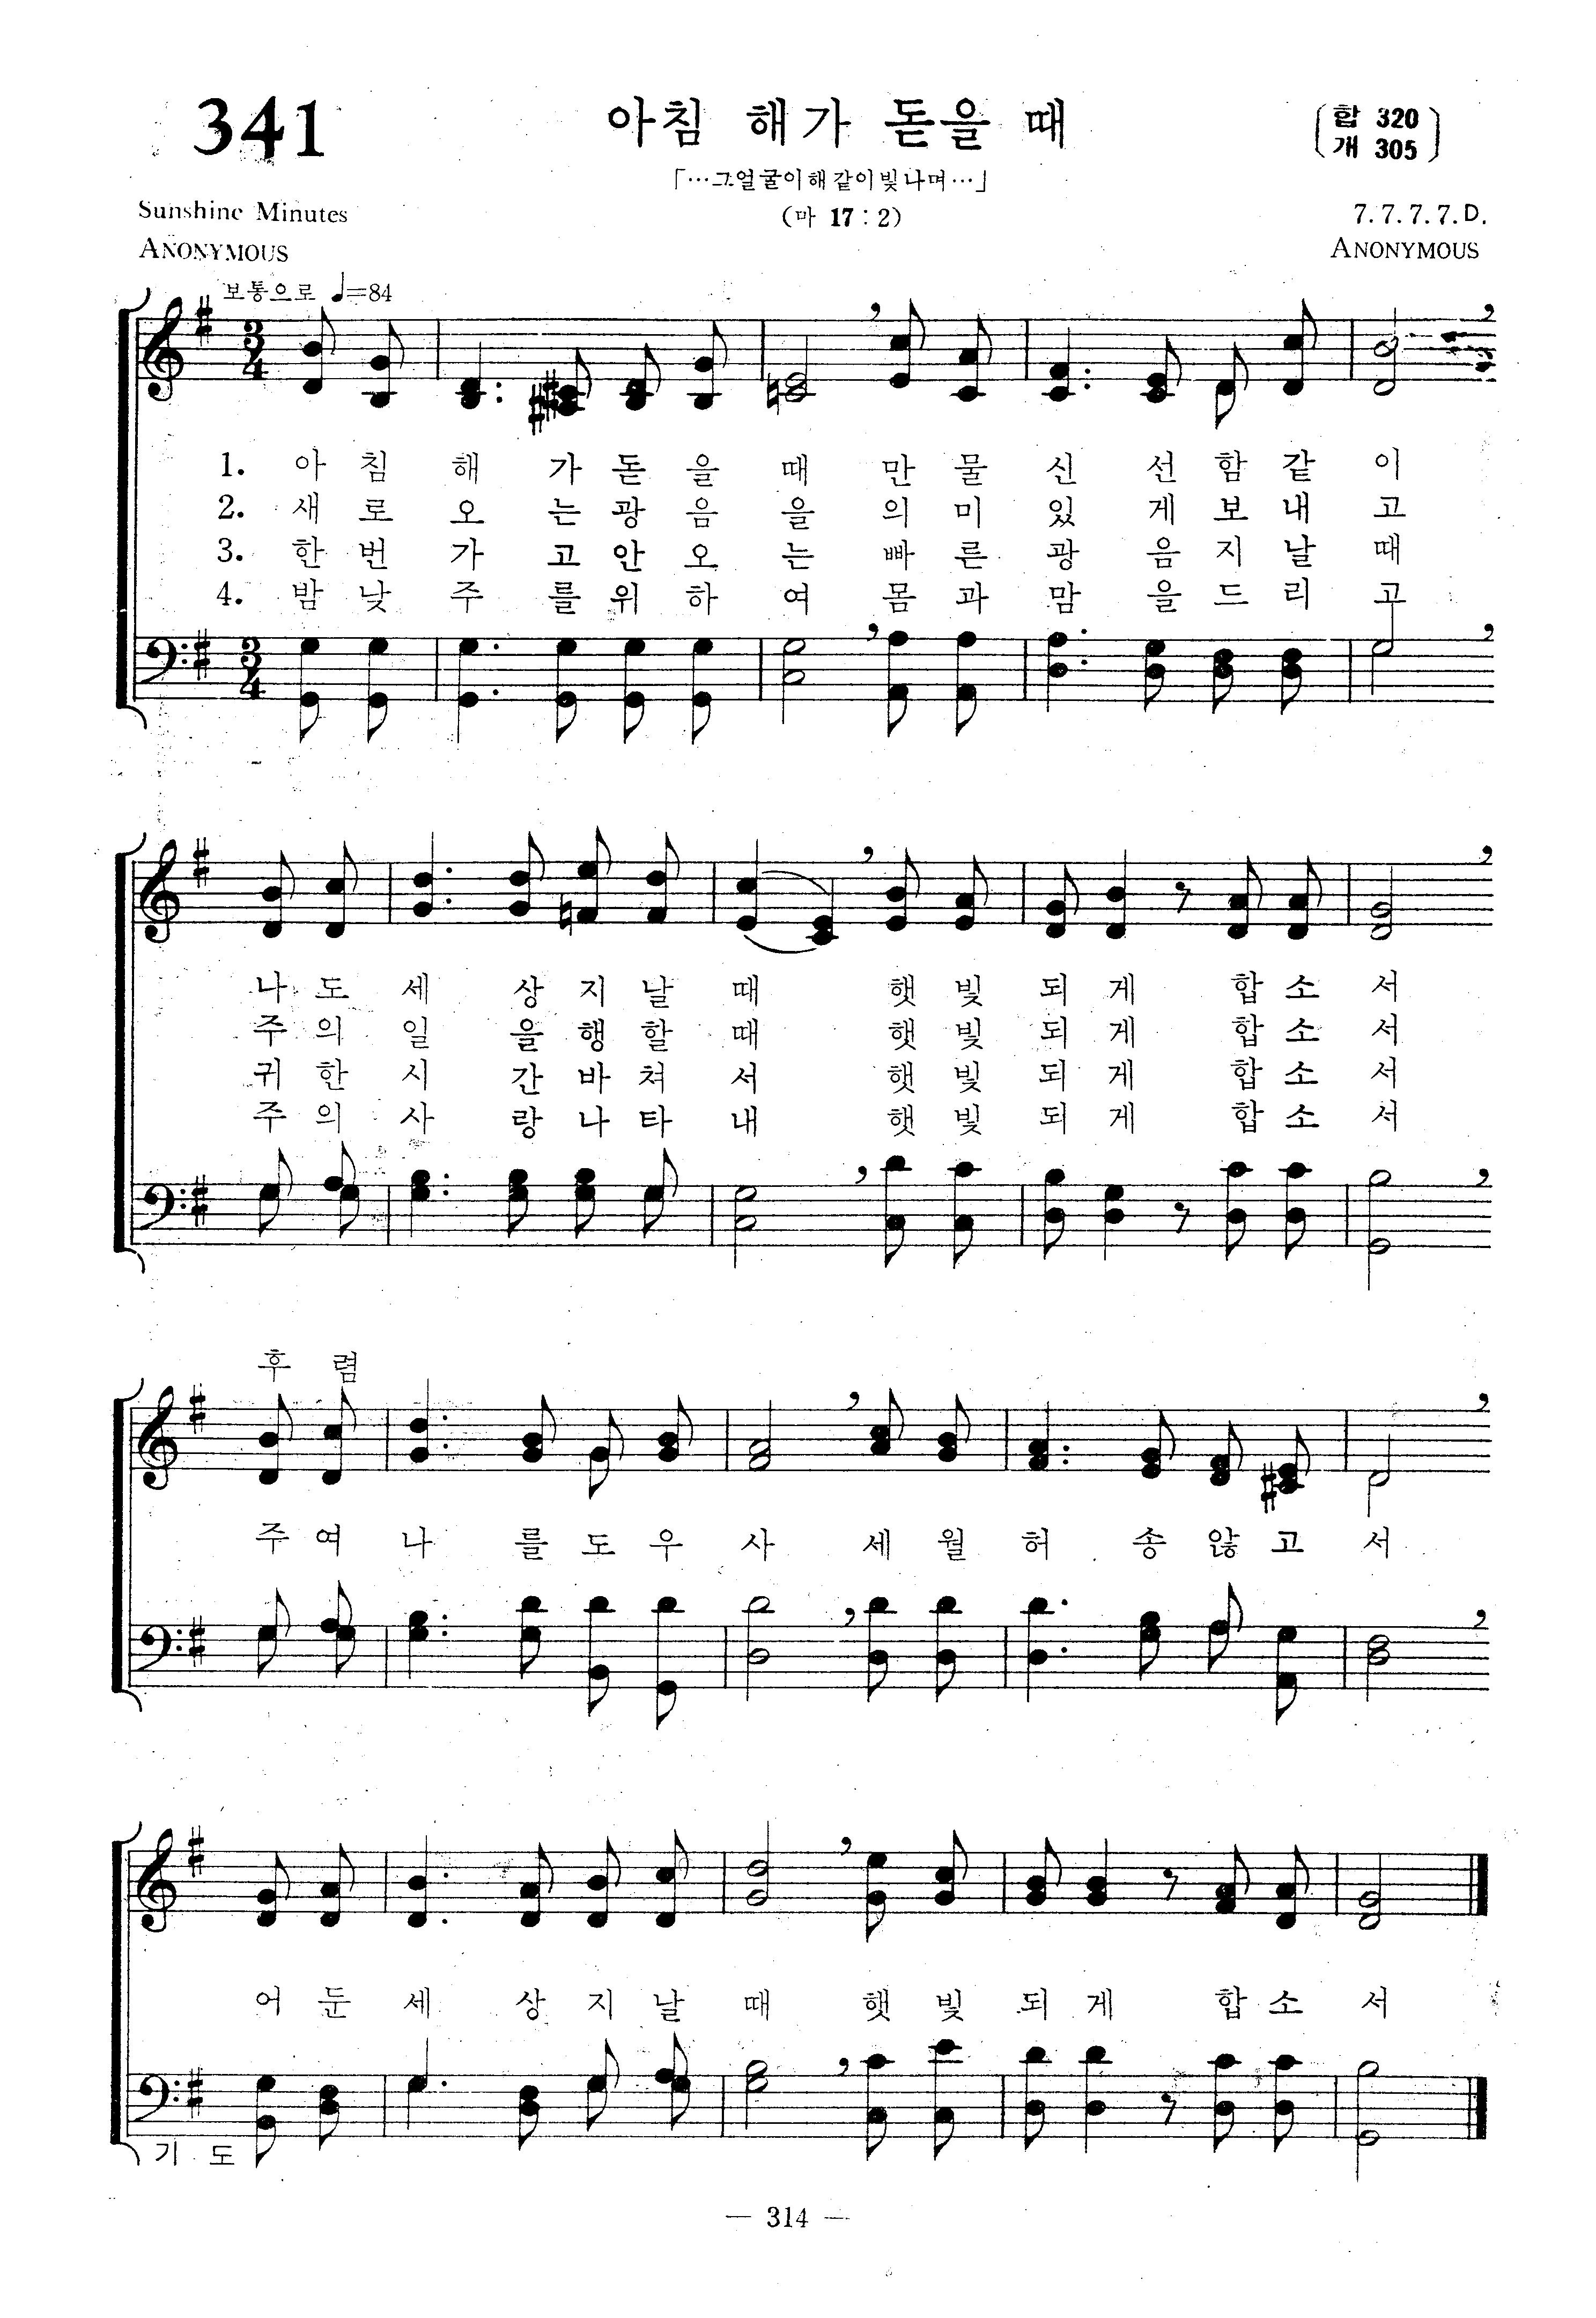 341
아침 해가 돋을 때
합 320
개 305
「…그얼굴이해같이빛나며…」
(마 17 : 2)
Sunshine Minutes
7.7.7.7.D.
ANONYMOUS
ANONYMOUS
보통으로 ♩=84
3 4
1. 아 침 해 가 돋 을 때 만 물 신 선 함 같 이
2. 새 로 오 는 광 음 을 의 미 있 게 보 내 고
3. 한 번 가 고 안 오 는 빠 른 광 음 지 날 때
4. 밤 낮 주 를 위 하 여 몸 과 맘 을 드 리 고
3 4
나 도 세 상 지 날 때 햇 빛 되 게 합 소 서
주 의 일 을 행 할 때 햇 빛 되 게 합 소 서
귀 한 시 간 바 쳐 서 햇 빛 되 게 합 소 서
주 의 사 랑 나 타 내 햇 빛 되 게 합 소 서
후 렴
주 여 나 를 도 우 사 세 월 허 송 않 고 서
어 둔 세 상 지 날 때 햇 빛 되 게 합 소 서
기 도
— 314 —